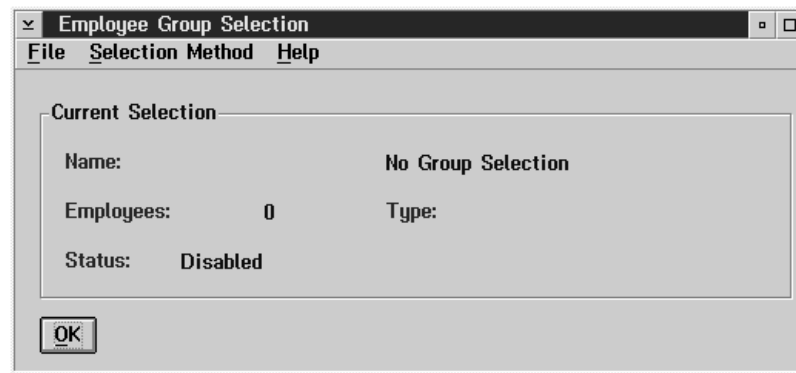 Employee Group Selection
File Selection Method Help
Current Selection
Name: No Group Selection
Employees: 0 Type:
Status: Disabled
OK